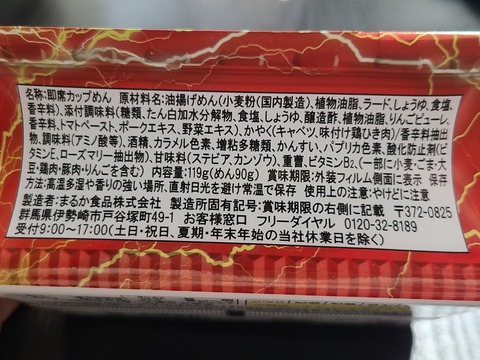 名称:即席カップめん 原材料名:油揚げめん(小麦粉(国内製造)、植物油脂、ラード、しょうゆ、食塩、
香辛料)、添付調味料(糖類、たん白加水分解物、食塩、しょうゆ、醸造酢、植物油脂、りんごピューレ、
香辛料、トマトペースト、ポークエキス、野菜エキス)、かやく(キャベツ、味付け鶏ひき肉)/香辛料抽出
物、調味料(アミノ酸等)、酒精、カラメル色素、増粘多糖類、かんすい、パプリカ色素、酸化防止剤(ビ
タミンE、ローズマリー抽出物)、甘味料(ステビア、カンゾウ)、重曹、ビタミンB2、(一部に小麦・ごま・大
豆・鶏肉・豚肉・りんごを含む) 内容量:119g(めん90g) 賞味期限:外装フィルム側面に表示 保存
方法:高温多湿や香りの強い場所、直射日光を避けて常温で保存 使用上の注意:やけどに注意
製造者:まるか食品株式会社 製造所固有記号:賞味期限の右側に記載 〒372-0825
群馬県伊勢崎市戸谷塚町49-1 お客様窓口 フリーダイヤル 0120-32-8189
受付9:00~17:00(土日・祝日、夏期・年末年始の当社休業日を除く)